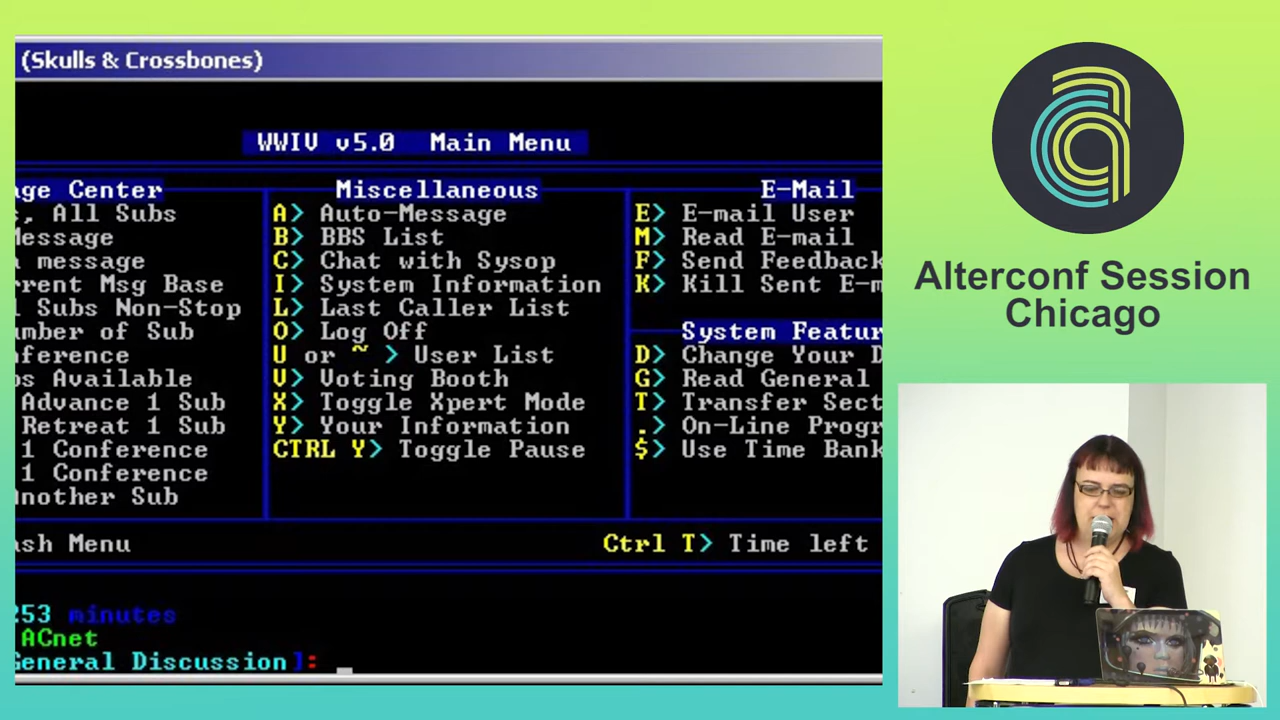 (Skulls & Crossbones)
WWIV v5.0 Main Menu
age Center
Miscellaneous
E-Mail
c, All Subs
A> Auto-Message
E> E-mail User
Message
B> BBS List
M> Read E-mail
a message
C> Chat with Sysop
F> Send Feedback
rrent Msg Base
I> System Information
K> Kill Sent E-m
l Subs Non-Stop
L> Last Caller List
umber of Sub
O> Log Off
System Featur
nference
U or ~ > User List
D> Change Your D
bs Available
V> Voting Booth
G> Read General
Advance 1 Sub
X> Toggle Xpert Mode
T> Transfer Sect
Retreat 1 Sub
Y> Your Information
.> On-Line Progr
1 Conference
CTRL Y> Toggle Pause
$> Use Time Bank
1 Conference
Another Sub
ash Menu
Ctrl T> Time left
253 minutes
ACnet
General Discussion]:
Alterconf Session
Chicago